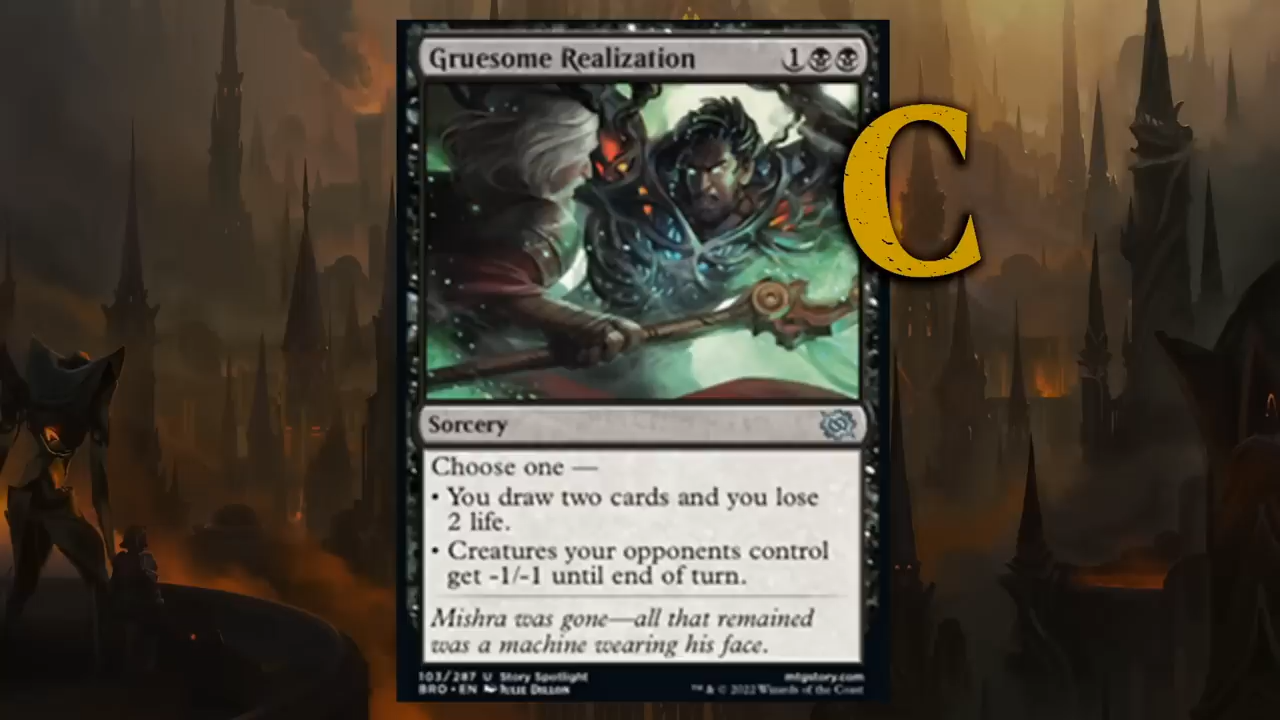 Gruesome Realization 1
C
Sorcery
Choose one —
• You draw two cards and you lose
2 life.
• Creatures your opponents control
get -1/-1 until end of turn.
Mishra was gone—all that remained
was a machine wearing his face.
103/287 U Story Spotlight mtgstory.com
BRO • EN Julie Dillon ™ & © 2022 Wizards of the Coast